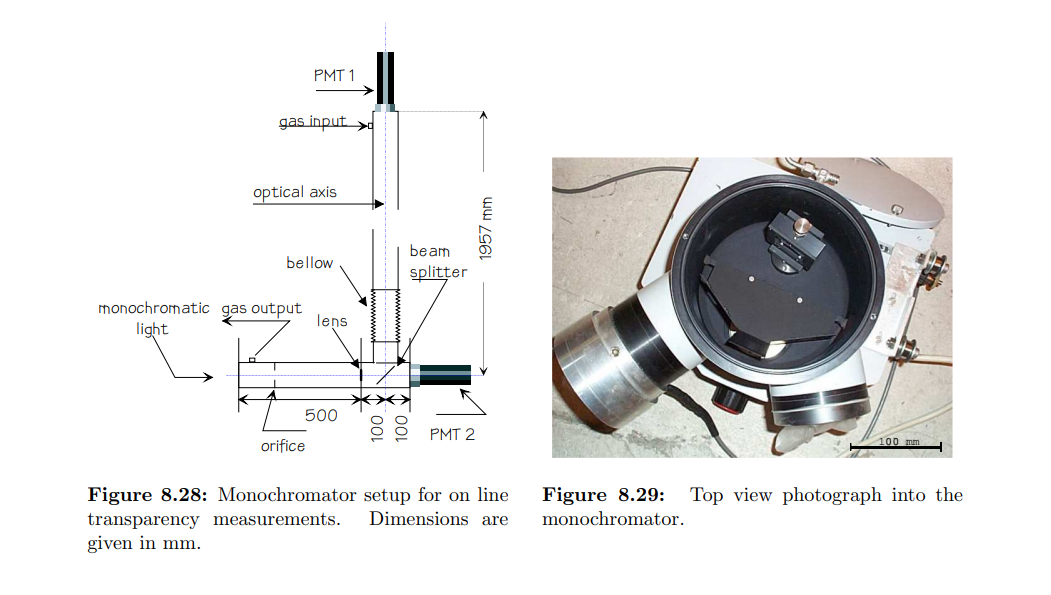 PMT 1
gas input
optical axis
1957 mm
bellow
beam
splitter
monochromatic
light
gas output
lens
500
100
100
orifice
PMT 2
100 mm
Figure 8.28: Monochromator setup for on line
transparency measurements. Dimensions are
given in mm.
Figure 8.29: Top view photograph into the
monochromator.